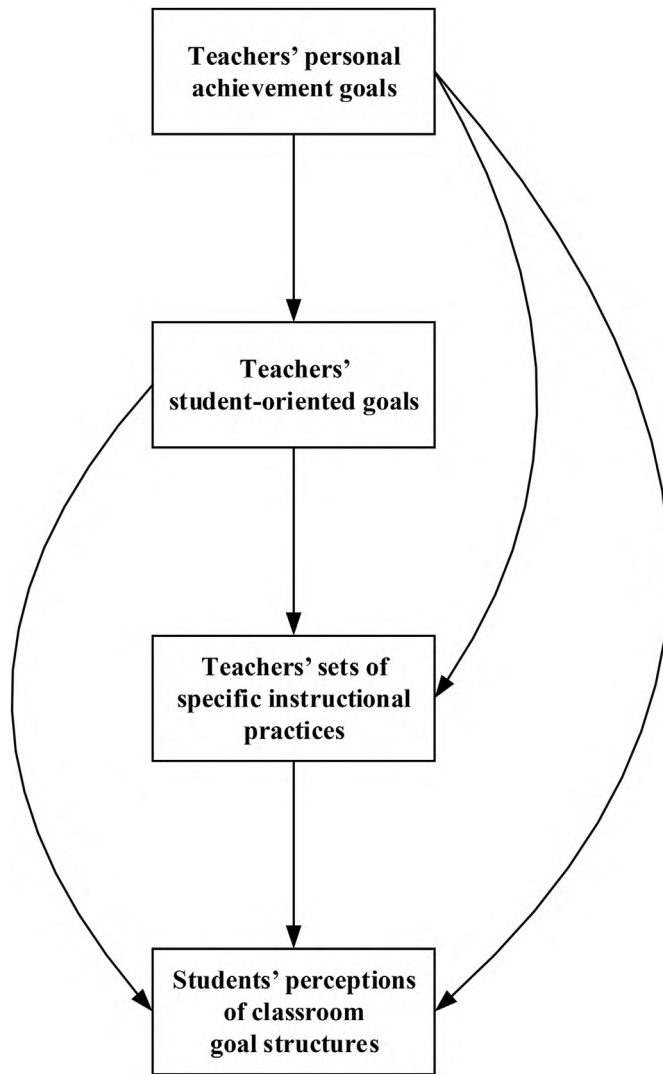 Teachers’ personal
achievement goals
Teachers’
student-oriented goals
Teachers’ sets of
specific instructional
practices
Students’ perceptions
of classroom
goal structures